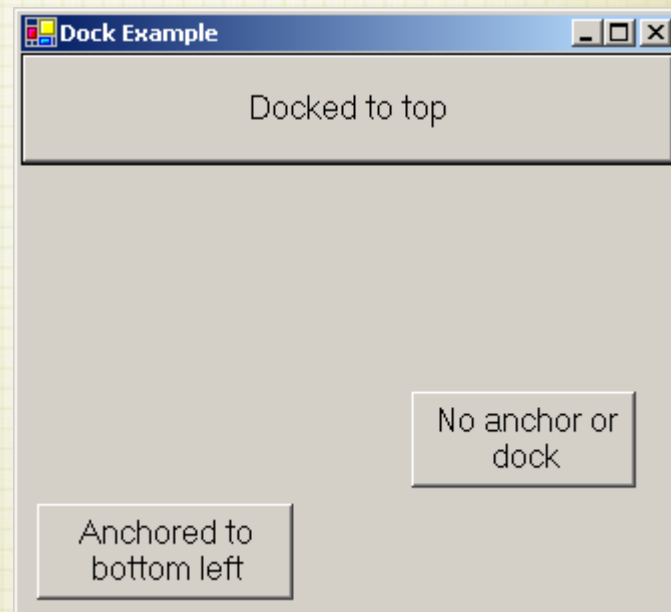 Dock Example
Docked to top
No anchor or
dock
Anchored to
bottom left